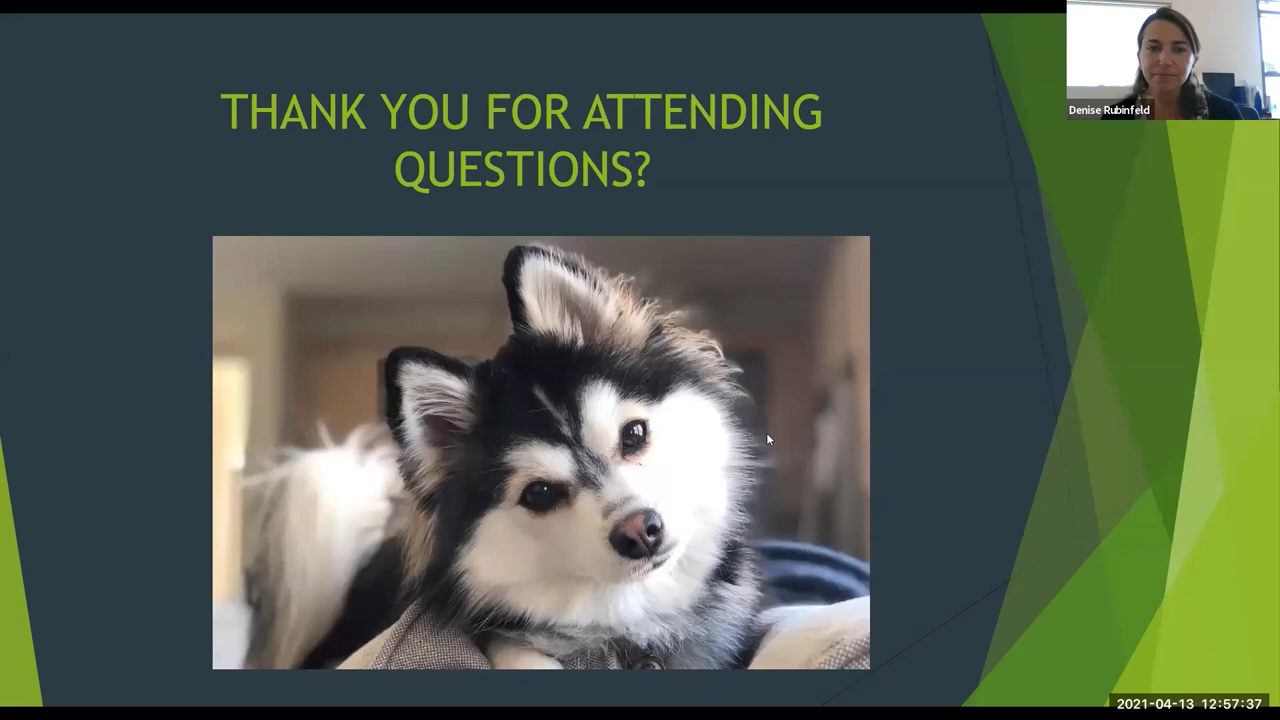 THANK YOU FOR ATTENDING
QUESTIONS?
Denise Rubinfeld
2021-04-13 12:57:37